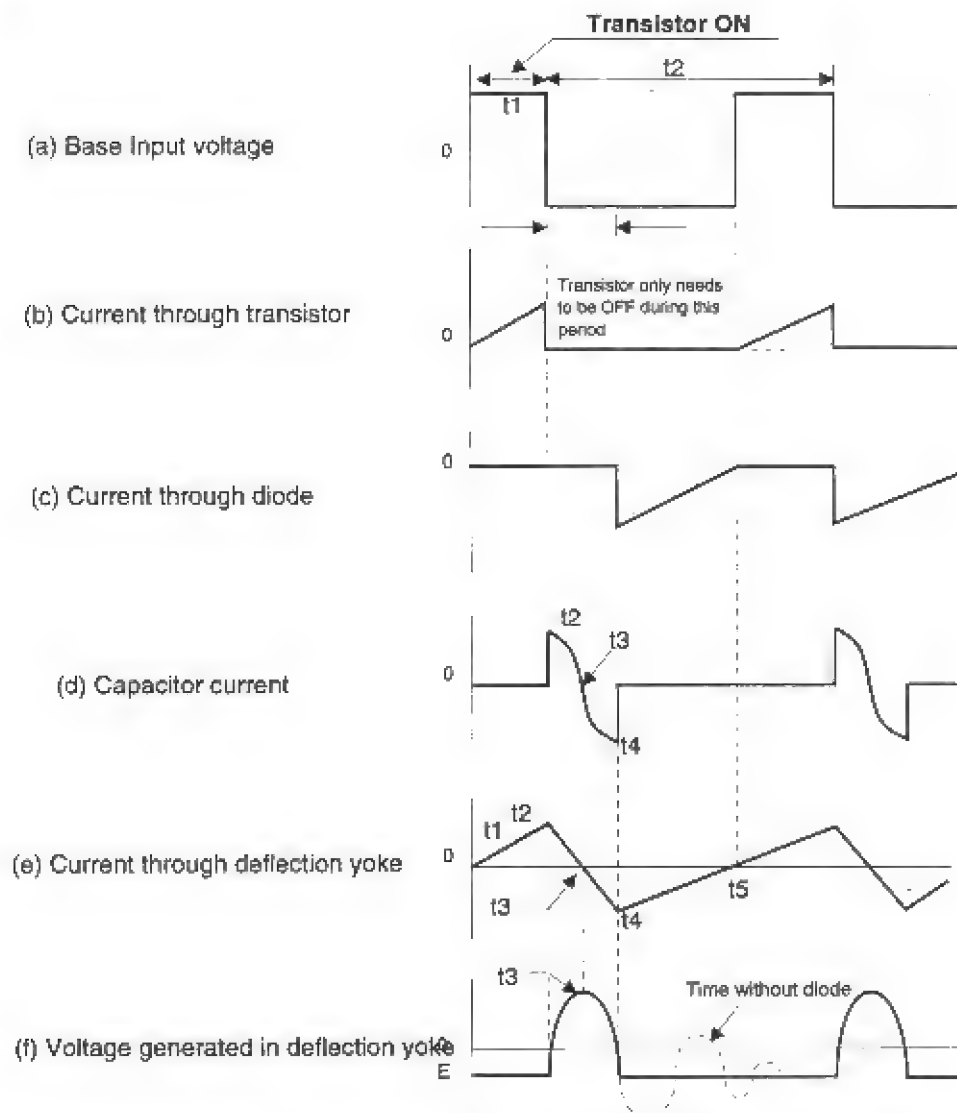 Transistor ON
t2
t1
(a) Base Input voltage
0
(b) Current through transistor
0
Transistor only needs
to be OFF during this
period
0
(c) Current through diode
t2
t3
0
(d) Capacitor current
t4
t2
t1
0
(e) Current through deflection yoke
t5
t3
t4
t3
Time without diode
(f) Voltage generated in deflection yoke
E